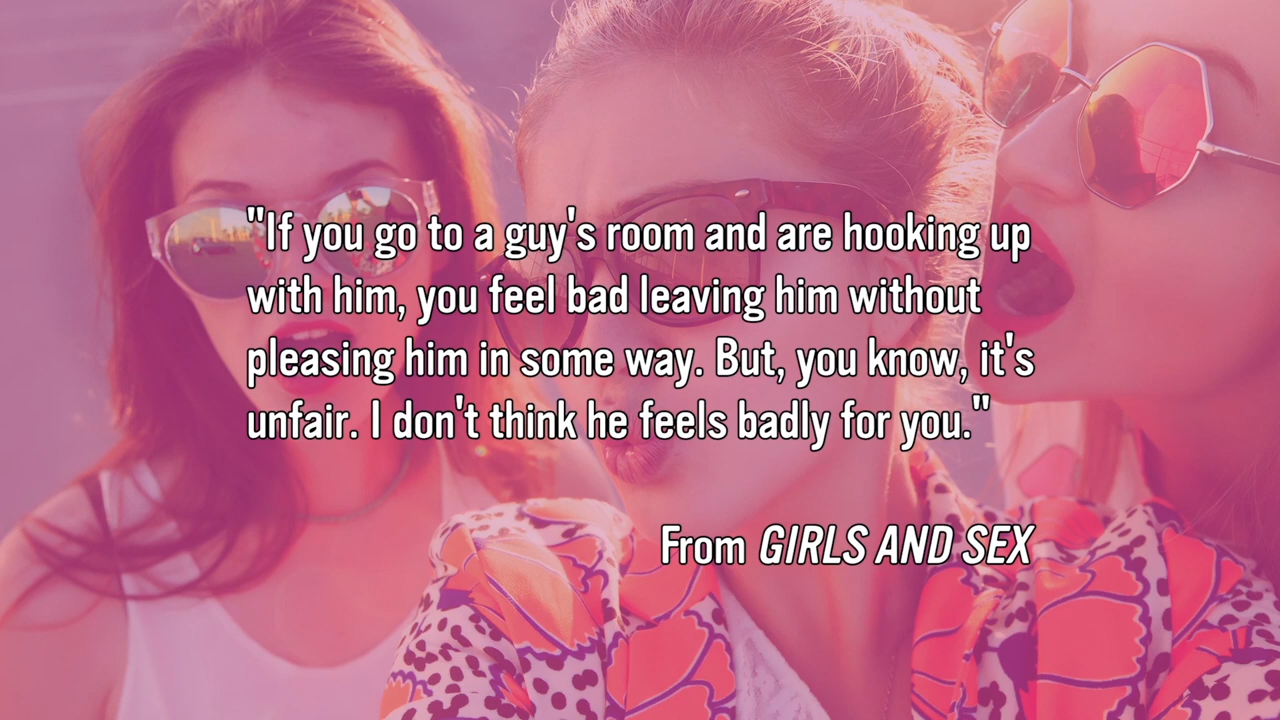 "If you go to a guy's room and are hooking up
with him, you feel bad leaving him without
pleasing him in some way. But, you know, it's
unfair. I don't think he feels badly for you."
From GIRLS AND SEX